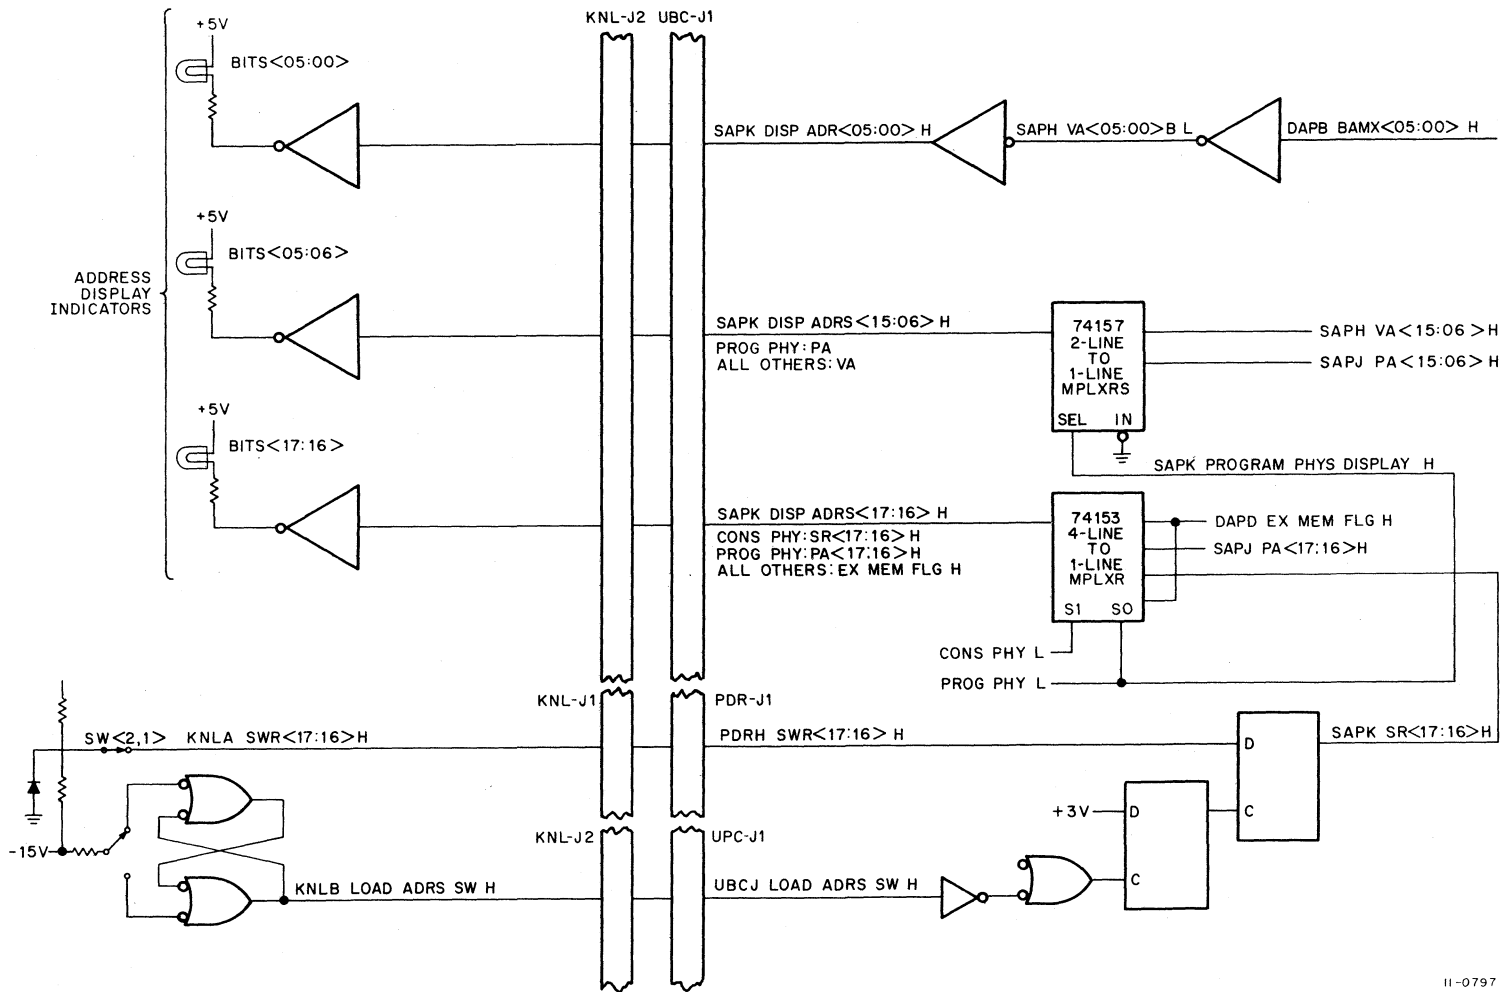 KNL-J2 UBC-J1
+5V
BITS<05:00>
SAPK DISP ADR<05:00> H
SAPH VA<05:00>B L
DAPB BAMX<05:00> H
+5V
BITS<05:06>
ADDRESS
DISPLAY
INDICATORS
SAPK DISP ADRS<15:06> H
PROG PHY:PA
ALL OTHERS:VA
74157
2-LINE
TO
1-LINE
MPLXRS
SEL IN
SAPH VA<15:06>H
SAPJ PA<15:06>H
+5V
BITS<17:16>
SAPK PROGRAM PHYS DISPLAY H
SAPK DISP ADRS<17:16> H
CONS PHY:SR<17:16> H
PROG PHY:PA<17:16>H
ALL OTHERS:EX MEM FLG H
74153
4-LINE
TO
1-LINE
MPLXR
S1 S0
DAPD EX MEM FLG H
SAPJ PA<17:16>H
CONS PHY L
PROG PHY L
KNL-J1
PDR-J1
SW<2,1> KNLA SWR<17:16>H
PDRH SWR<17:16> H
D
C
SAPK SR<17:16>H
-15V
+3V
D
C
KNL-J2
UPC-J1
KNLB LOAD ADRS SW H
UBCJ LOAD ADRS SW H
11-0797